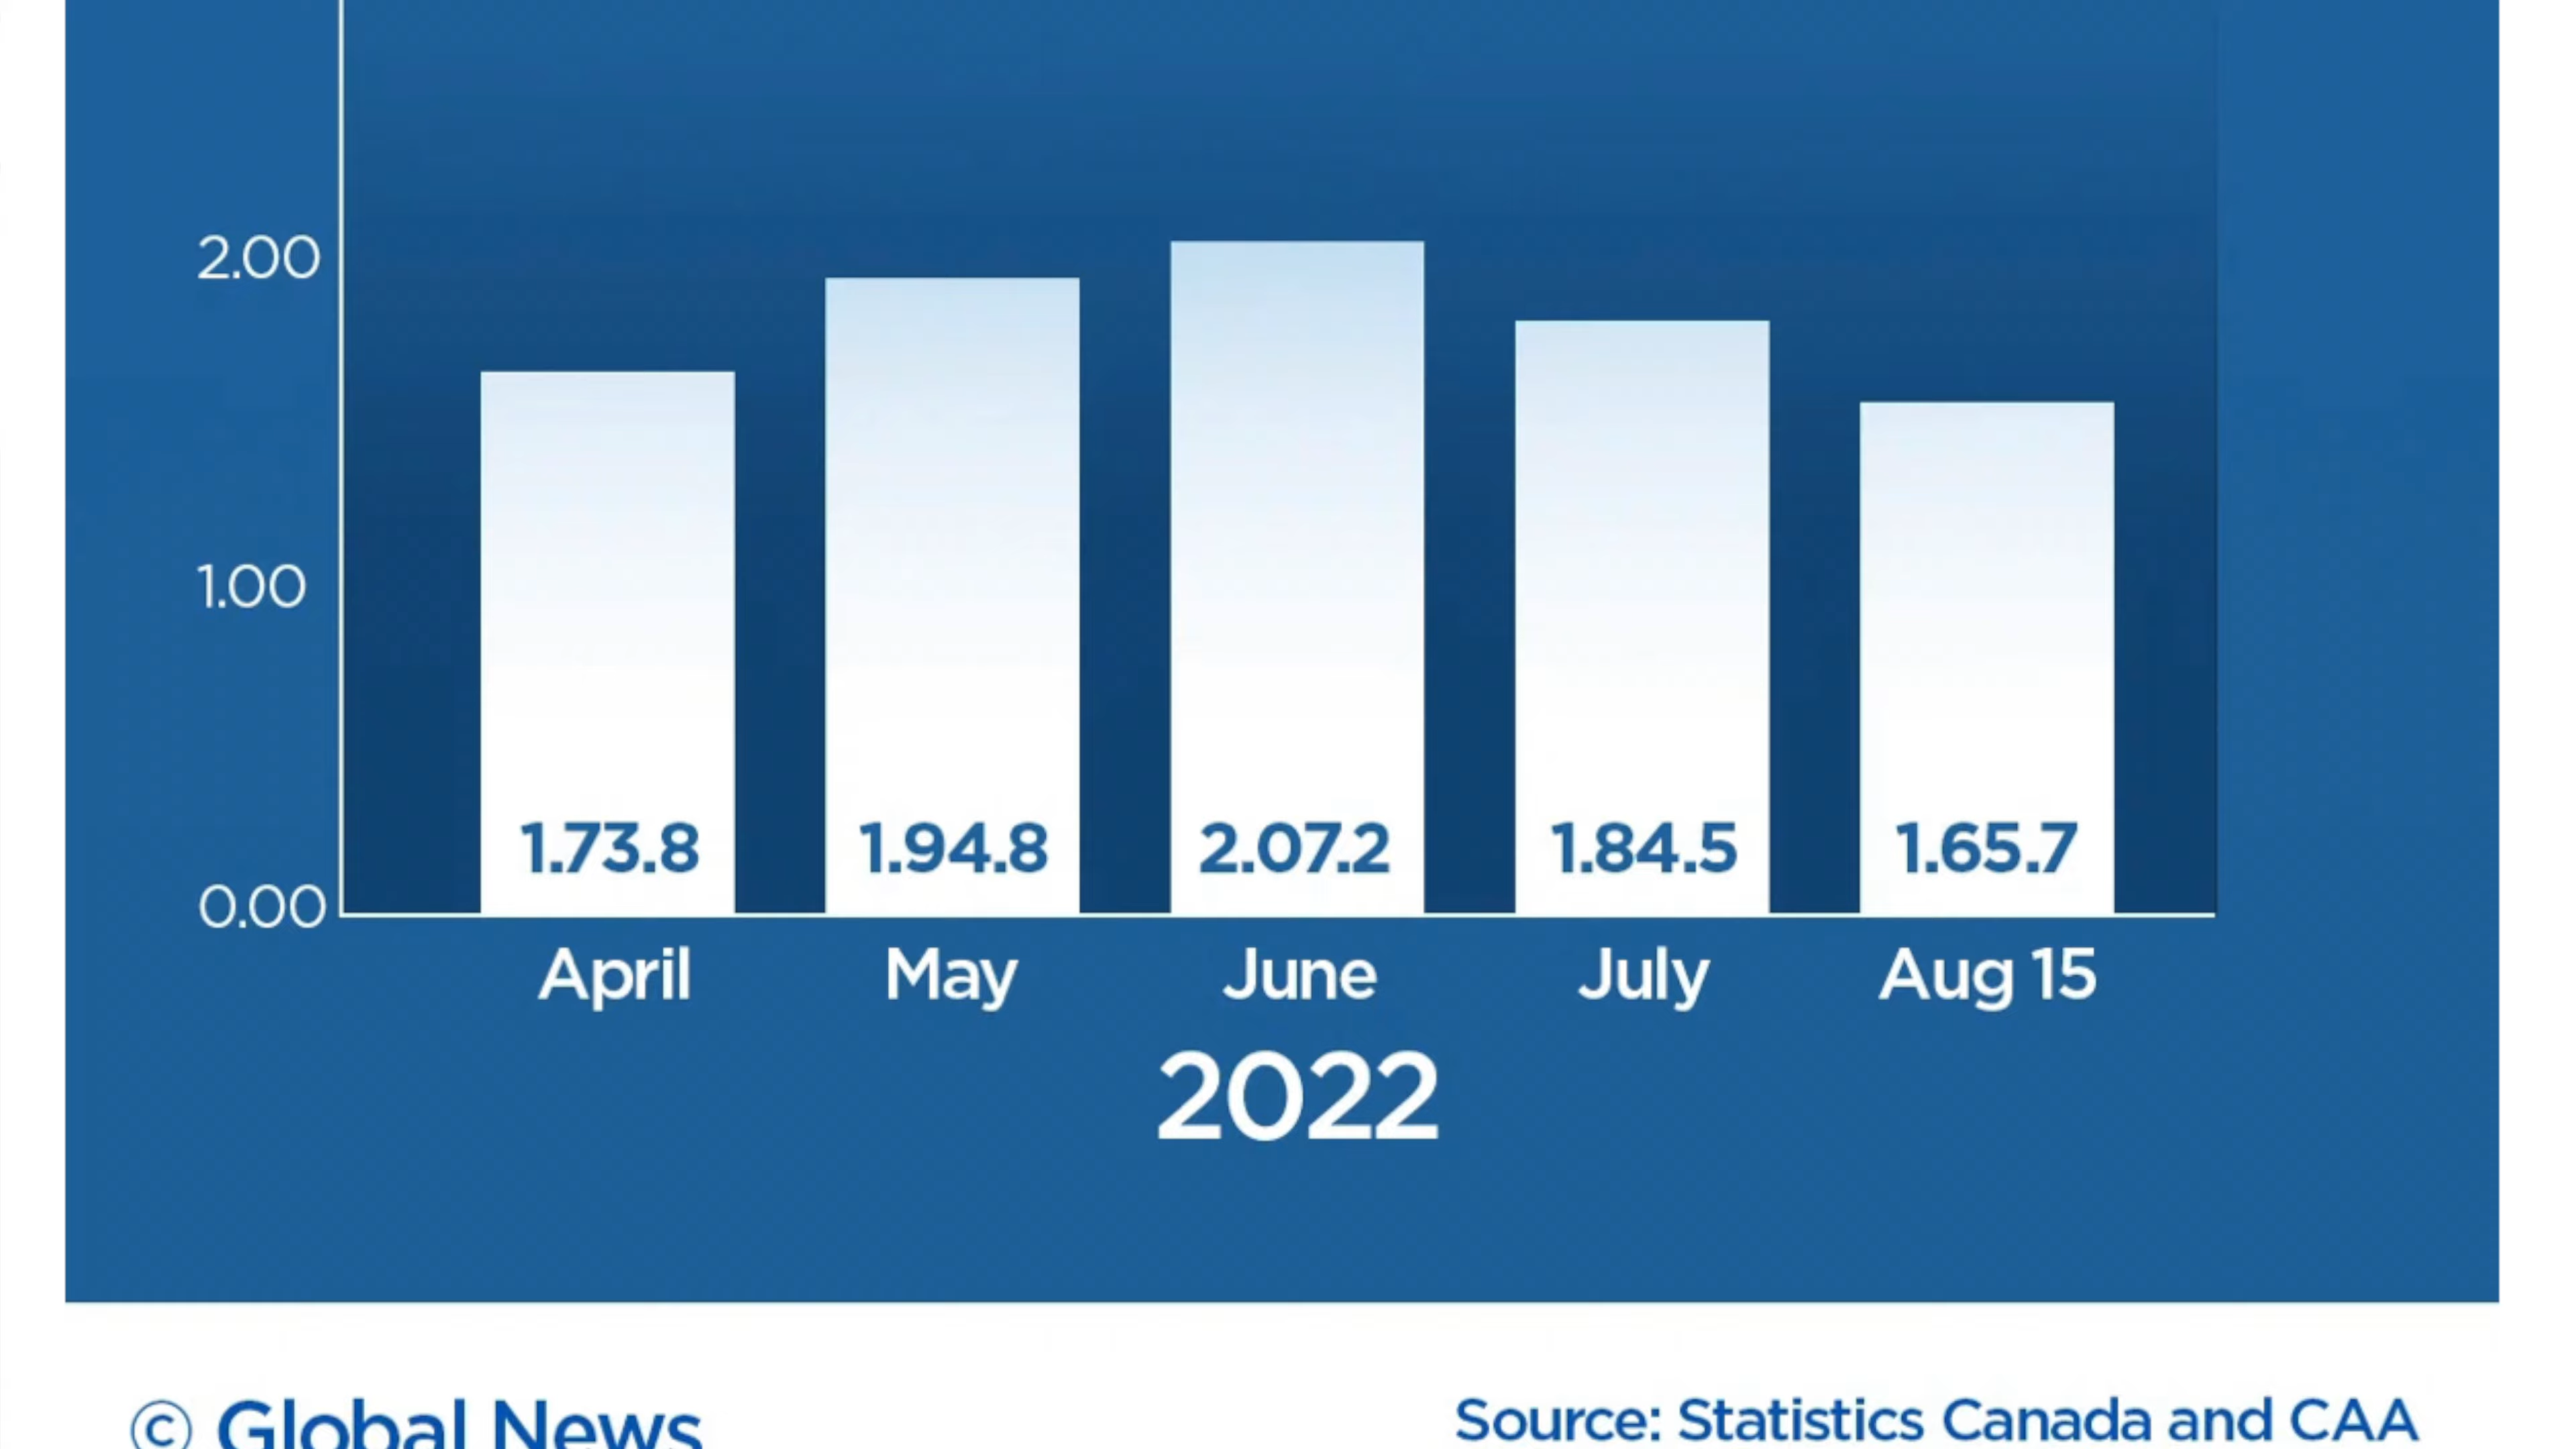 2.00
1.00
0.00
1.73.8 1.94.8 2.07.2 1.84.5 1.65.7
April May June July Aug 15
2022
© Global News
Source: Statistics Canada and CAA